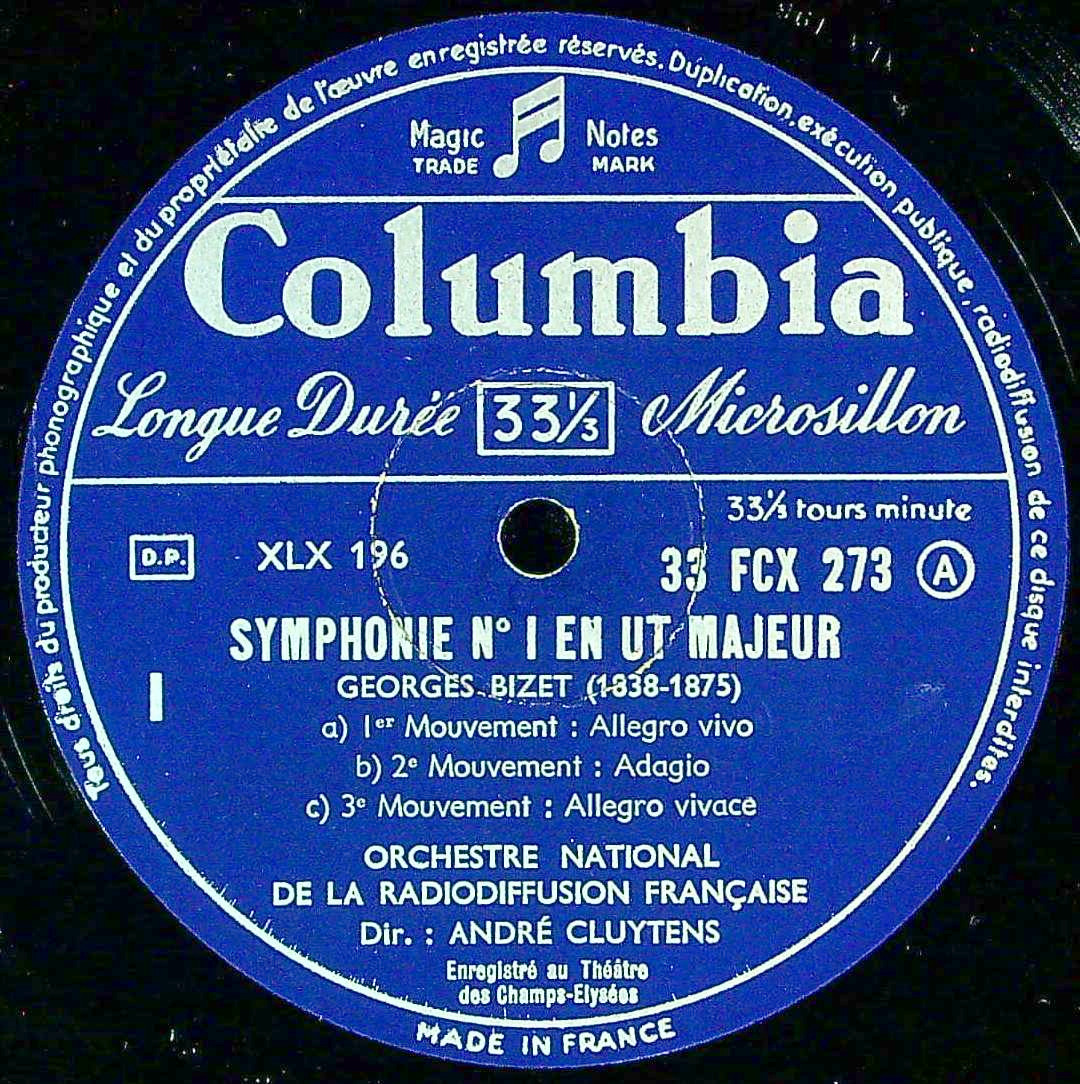 Tous droits du producteur phonographique et du propriétaire de l'œuvre enregistrée réservés. Duplication, exécution publique, radiodiffusion de ce disque interdites.
Magic Notes
TRADE MARK
Columbia
Longue Durée 33⅓ Microsillon
33⅓ tours minute
D.P. XLX 196 33 FCX 273 A
SYMPHONIE N° I EN UT MAJEUR
I
GEORGES BIZET (1838-1875)
a) 1er Mouvement : Allegro vivo
b) 2e Mouvement : Adagio
c) 3e Mouvement : Allegro vivace
ORCHESTRE NATIONAL
DE LA RADIODIFFUSION FRANÇAISE
Dir. : ANDRÉ CLUYTENS
Enregistré au Théâtre
des Champs-Elysées
MADE IN FRANCE